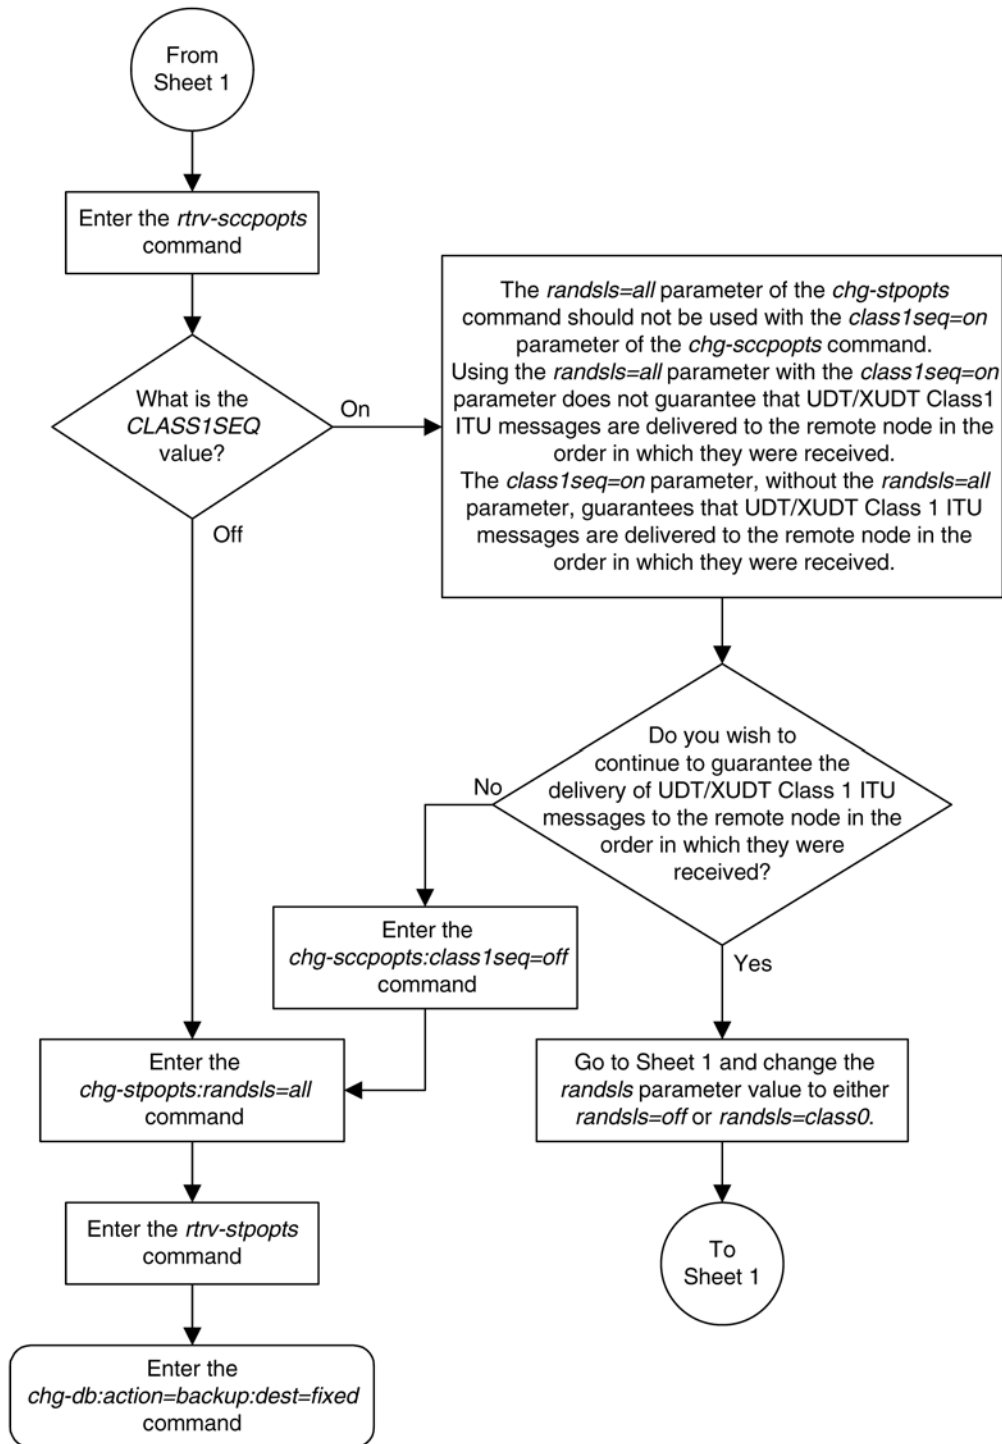 From
Sheet 1
Enter the rtrv-sccpopts
command
What is the
CLASS1SEQ
value?
On
Off
The randsls=all parameter of the chg-stpopts
command should not be used with the class1seq=on
parameter of the chg-sccpopts command.
Using the randsls=all parameter with the class1seq=on
parameter does not guarantee that UDT/XUDT Class1
ITU messages are delivered to the remote node in the
order in which they were received.
The class1seq=on parameter, without the randsls=all
parameter, guarantees that UDT/XUDT Class 1 ITU
messages are delivered to the remote node in the
order in which they were received.
Do you wish to
continue to guarantee the
delivery of UDT/XUDT Class 1 ITU
messages to the remote node in the
order in which they were
received?
No
Yes
Enter the
chg-sccpopts:class1seq=off
command
Enter the
chg-stpopts:randsls=all
command
Go to Sheet 1 and change the
randsls parameter value to either
randsls=off or randsls=class0.
Enter the rtrv-stpopts
command
To
Sheet 1
Enter the
chg-db:action=backup:dest=fixed
command